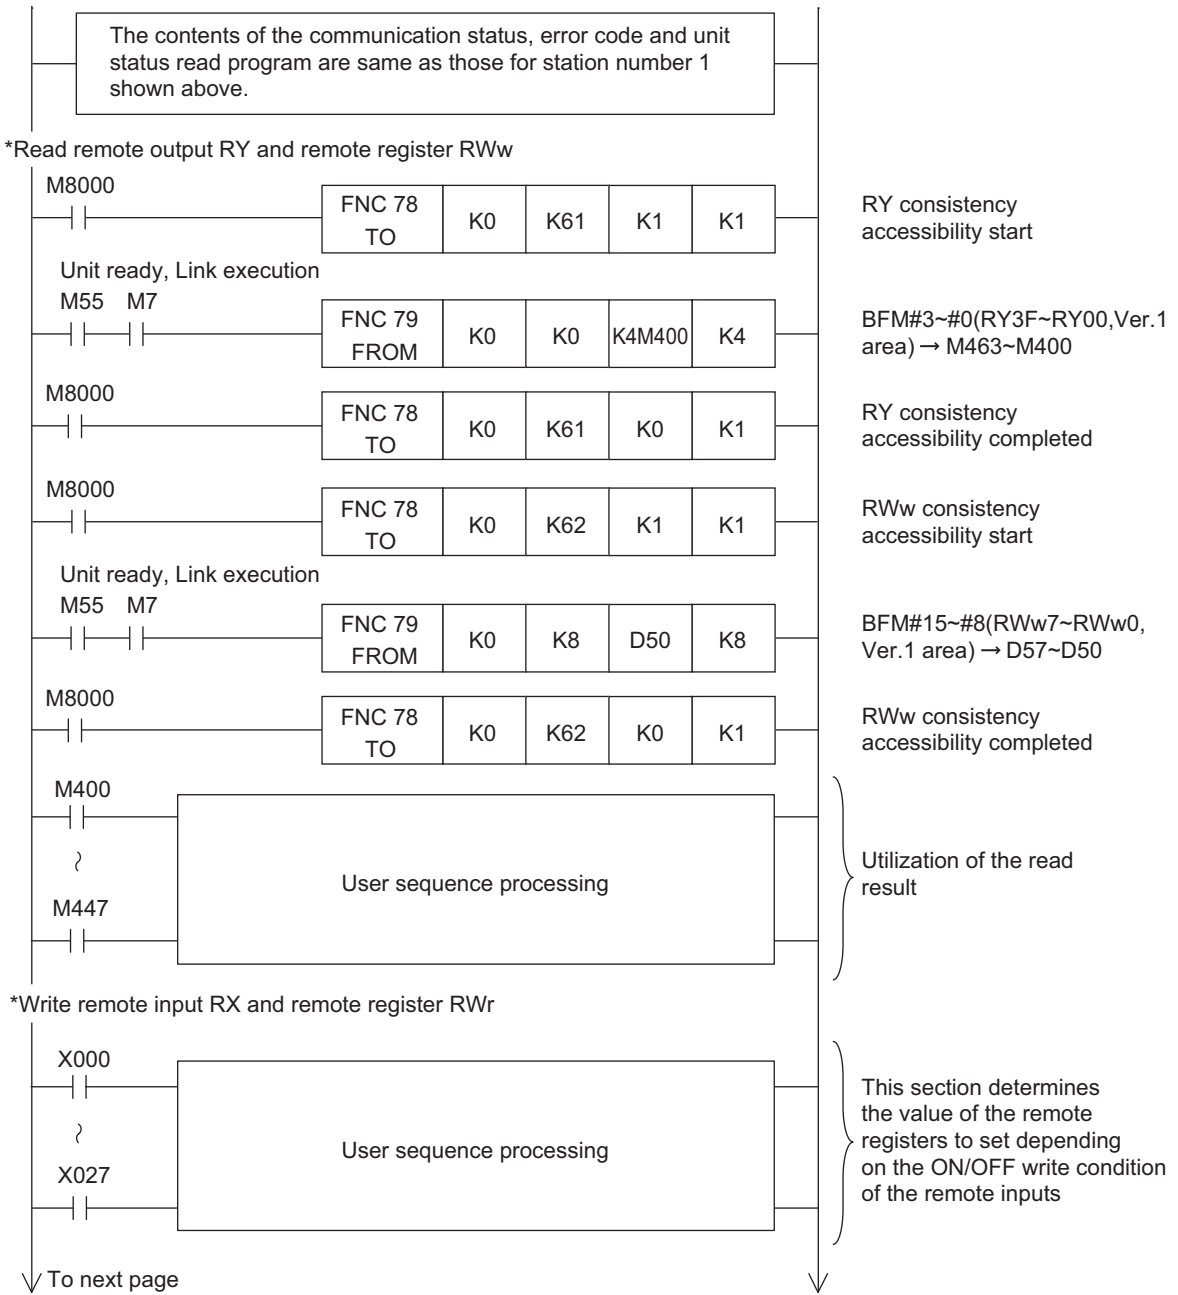 The contents of the communication status, error code and unit
status read program are same as those for station number 1
shown above.
*Read remote output RY and remote register RWw
M8000
FNC 78
TO
K0
K61
K1
K1
RY consistency
accessibility start
Unit ready, Link execution
M55 M7
FNC 79
FROM
K0
K0
K4M400
K4
BFM#3~#0(RY3F~RY00,Ver.1
area) → M463~M400
M8000
FNC 78
TO
K0
K61
K0
K1
RY consistency
accessibility completed
M8000
FNC 78
TO
K0
K62
K1
K1
RWw consistency
accessibility start
Unit ready, Link execution
M55 M7
FNC 79
FROM
K0
K8
D50
K8
BFM#15~#8(RWw7~RWw0,
Ver.1 area) → D57~D50
M8000
FNC 78
TO
K0
K62
K0
K1
RWw consistency
accessibility completed
M400
~
M447
User sequence processing
Utilization of the read
result
*Write remote input RX and remote register RWr
X000
~
X027
User sequence processing
This section determines
the value of the remote
registers to set depending
on the ON/OFF write condition
of the remote inputs
To next page